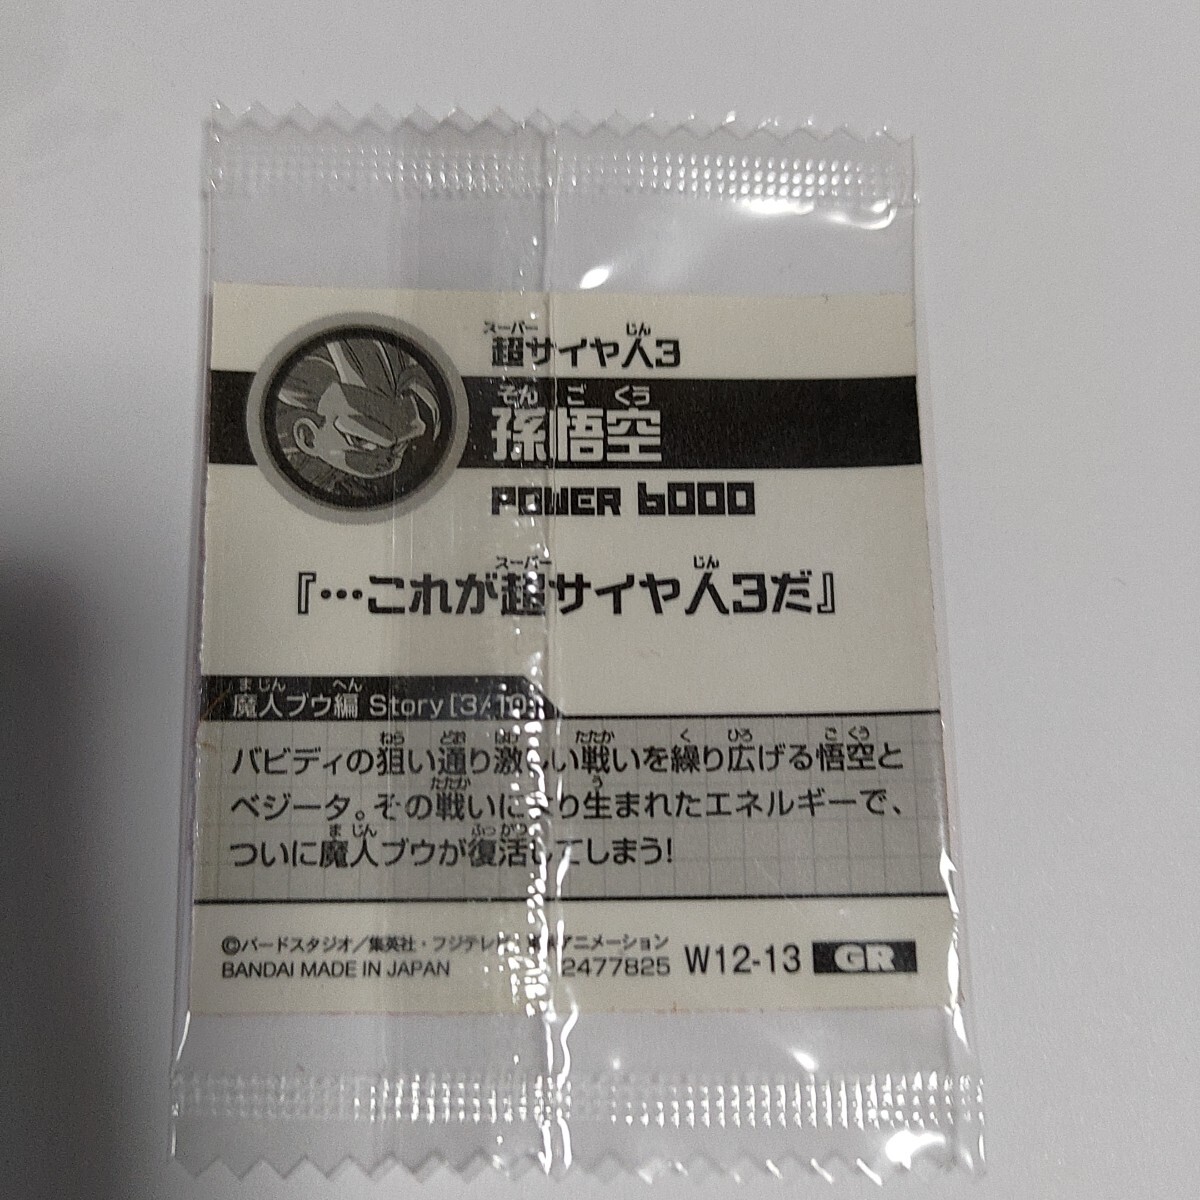 スーパー じん
超サイヤ人3
そん ご くう
孫悟空
POWER 6000
スーパー じん
『…これが超サイヤ人3だ』
ま じん へん
魔人ブウ編 Story[3/10]
ねら どお はげ たたか く ひろ ご くう
バビディの狙い通り激しい戦いを繰り広げる悟空と
たたか う
ベジータ。その戦いにより生まれたエネルギーで、
ま じん ふっかつ
ついに魔人ブウが復活してしまう!
©バードスタジオ/集英社・フジテレビ・東映アニメーション
BANDAI MADE IN JAPAN 2477825 W12-13 GR